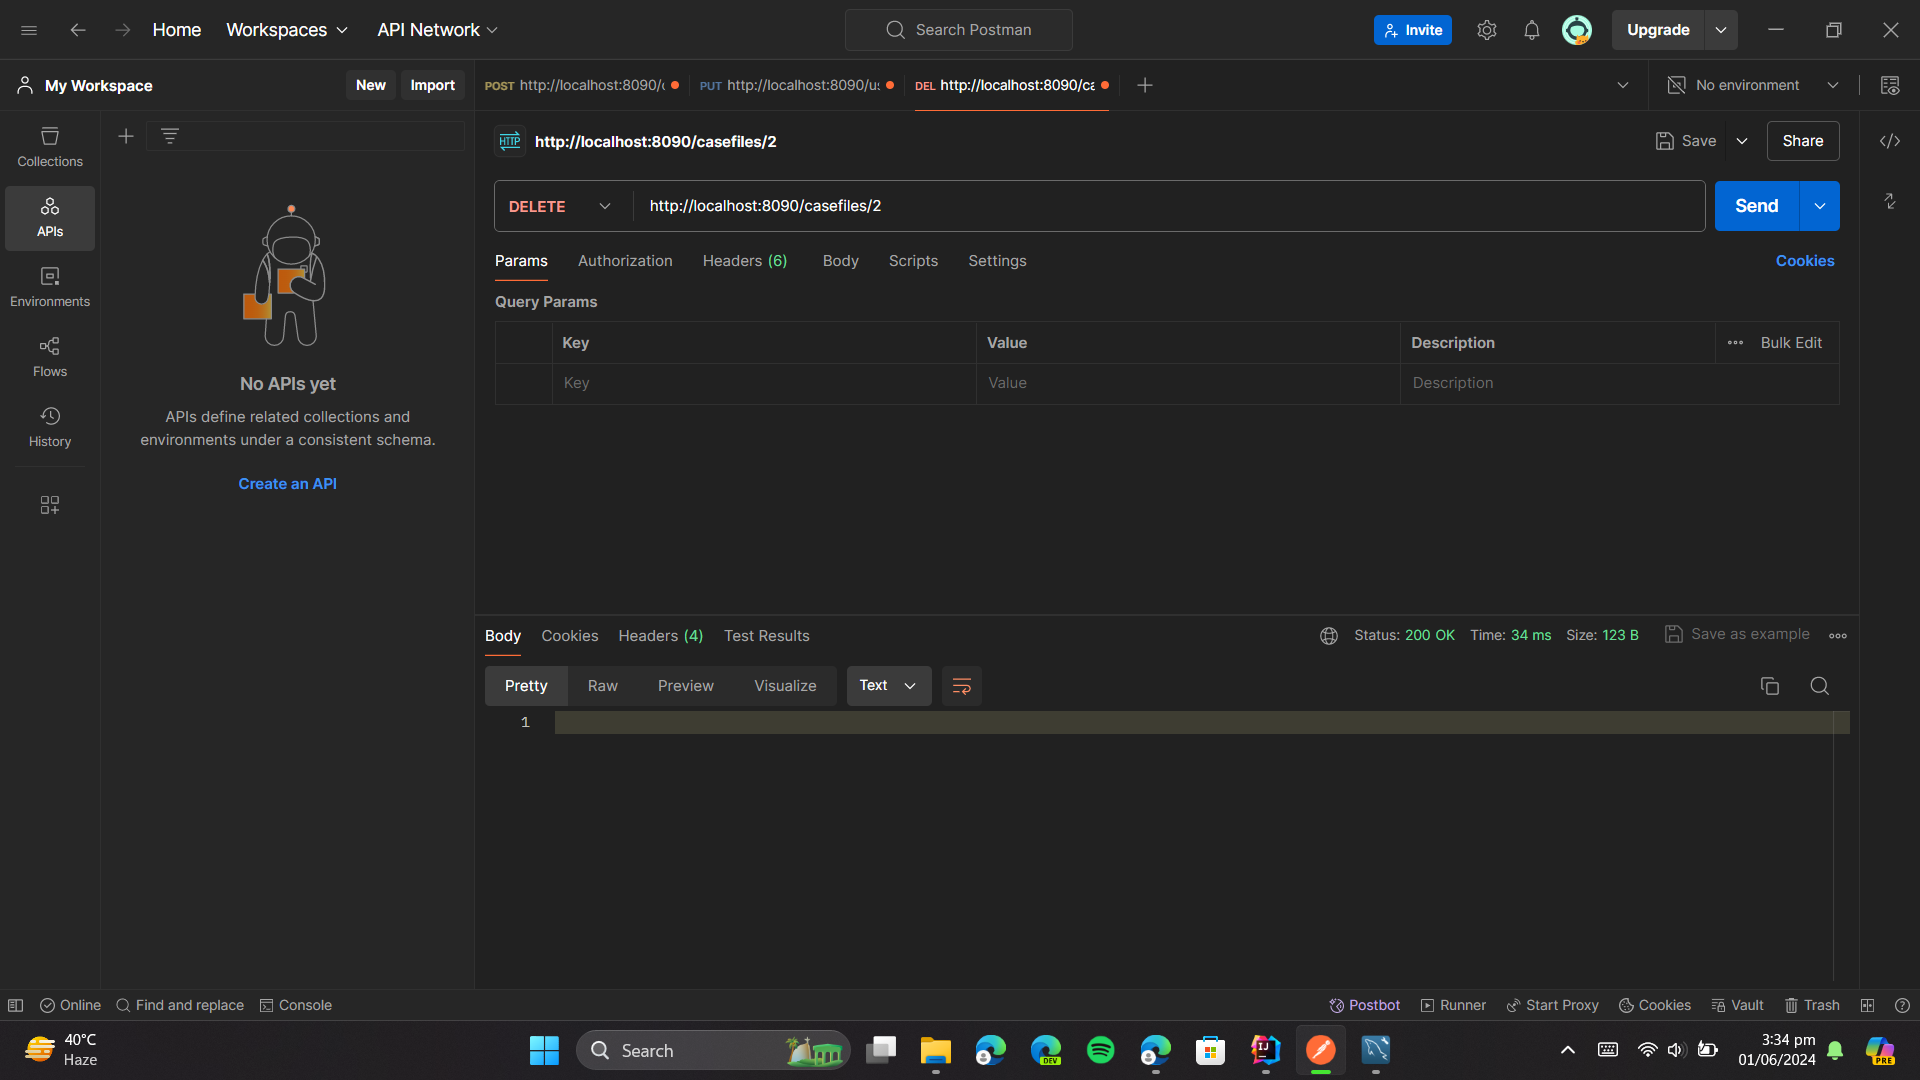 Home
Workspaces
API Network
Search Postman
Invite
Upgrade
My Workspace
New
Import
POST http://localhost:8090/
PUT http://localhost:8090/us
DEL http://localhost:8090/ca
No environment
Collections
APIs
Environments
Flows
History
No APIs yet
APIs define related collections and
environments under a consistent schema.
Create an API
HTTP
http://localhost:8090/casefiles/2
Save
Share
DELETE
http://localhost:8090/casefiles/2
Send
Params
Authorization
Headers (6)
Body
Scripts
Settings
Cookies
Query Params
Key
Value
Description
Bulk Edit
Key
Value
Description
Body
Cookies
Headers (4)
Test Results
Status: 200 OK
Time: 34 ms
Size: 123 B
Save as example
Pretty
Raw
Preview
Visualize
Text
1
Online
Find and replace
Console
Postbot
Runner
Start Proxy
Cookies
Vault
Trash
40°C
Haze
Search
DEV
IJ
3:34 pm
01/06/2024
PRE